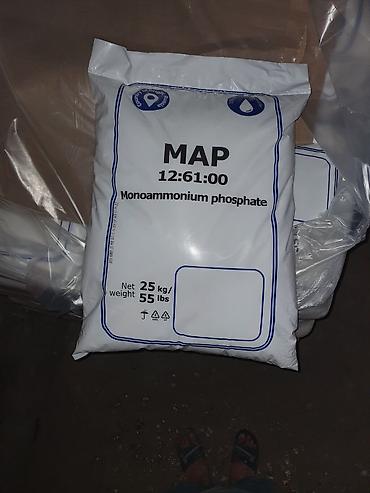 MAP
12:61:00
Monoammonium phosphate
Net weight 25 kg/
55 lbs